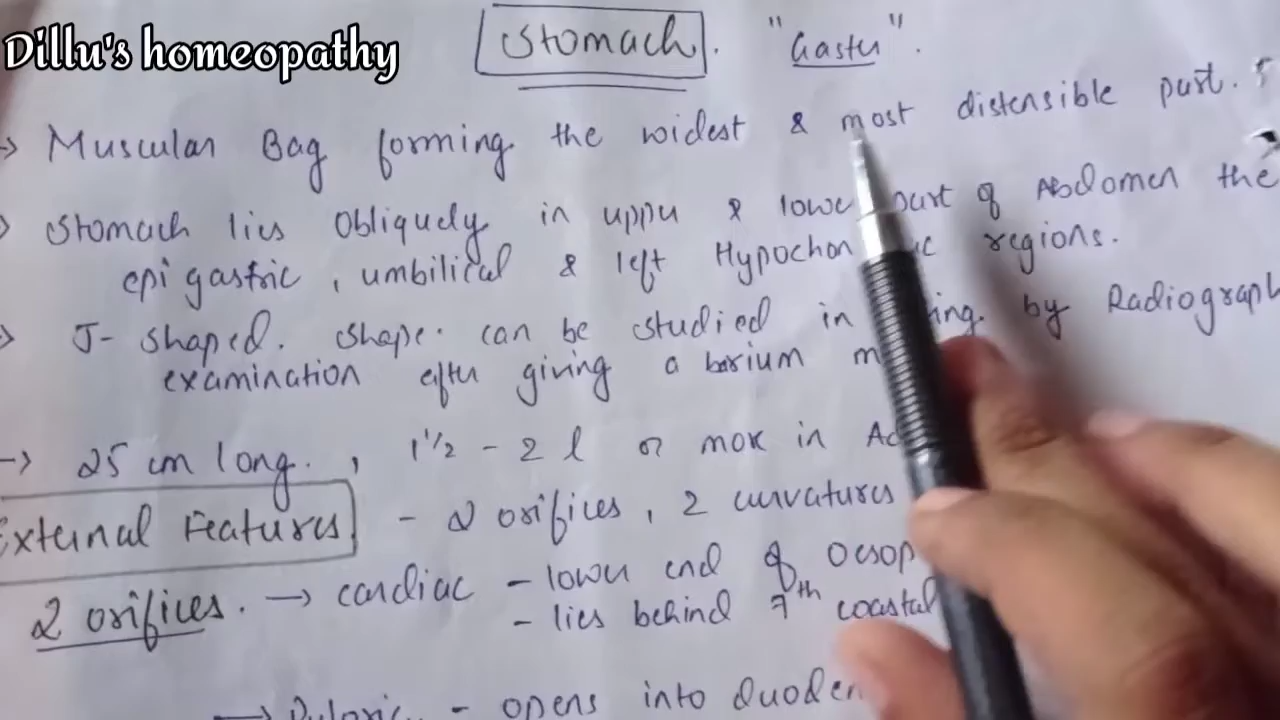 Dillu's homeopathy
Stomach. "Gaster".
→ Muscular Bag forming the widest & most distensible part.
Stomach lies Obliquely in upper & lower part of Abdomen the
epigastric, umbilical & left regions.
J- shaped. Shape can be studied in by Radiograph
examination after giving a barium
→ 25 cm long. , 1 1/2 - 2 l or more in
External Features - 2 orifices, 2 curvatures
2 orifices. → cardiac - lower end of Oesop
- lies behind 7th coastal
→ Pyloric - opens into duoden